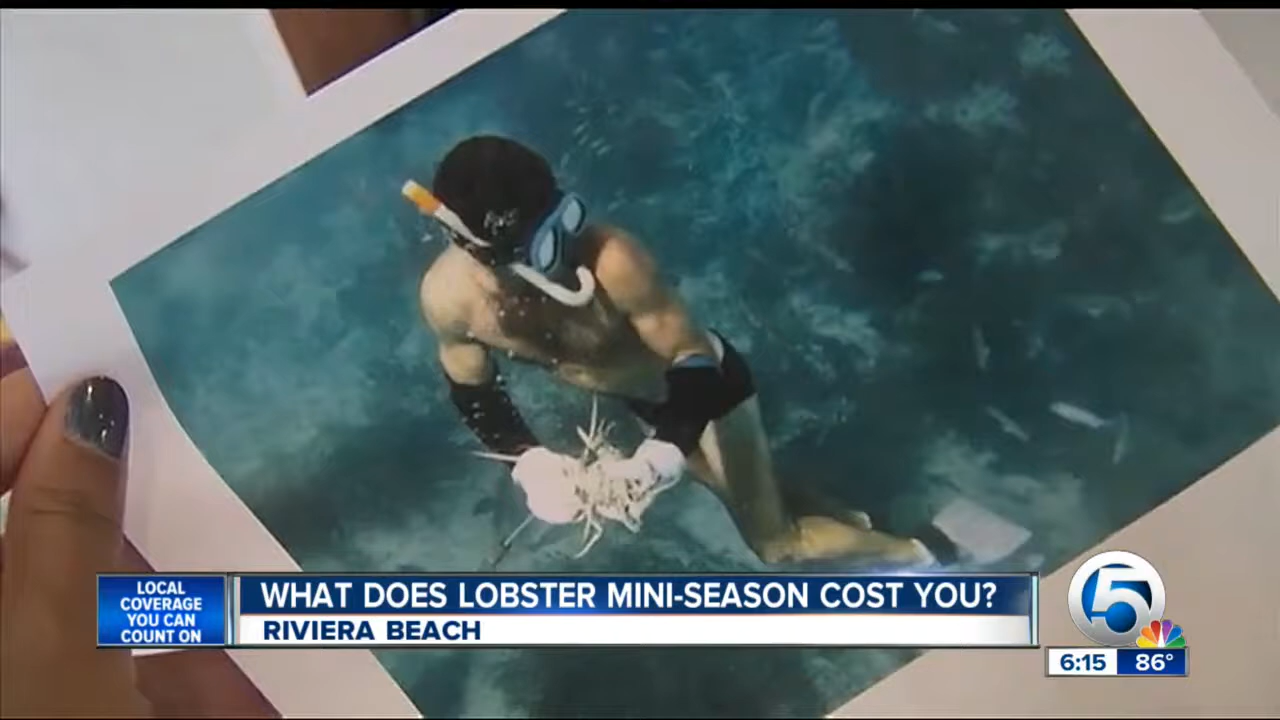 LOCAL
COVERAGE
YOU CAN
COUNT ON
WHAT DOES LOBSTER MINI-SEASON COST YOU?
RIVIERA BEACH
5
6:15 86°